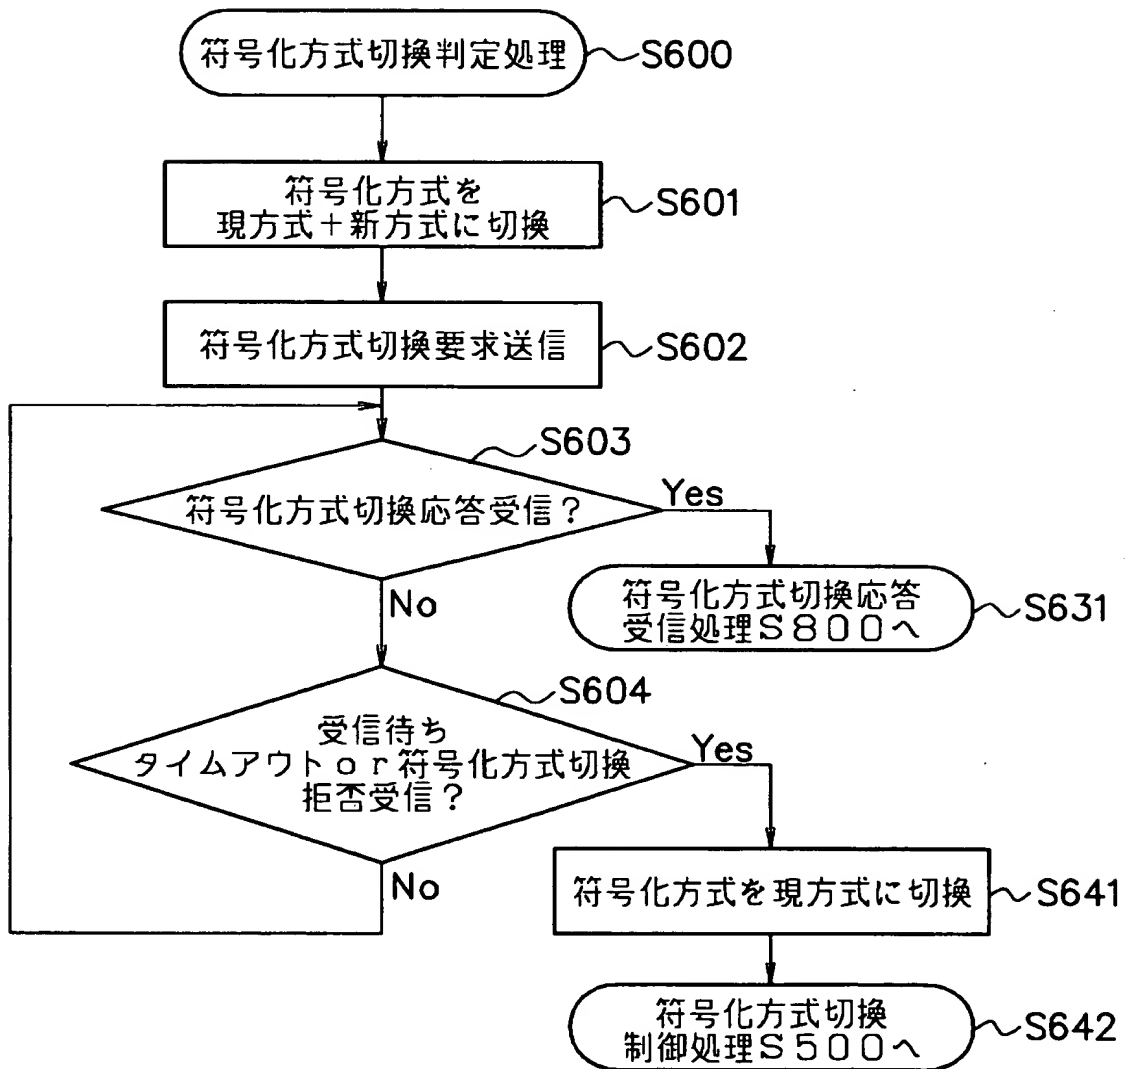 符号化方式切換判定処理
S600
符号化方式を
現方式+新方式に切換
S601
符号化方式切換要求送信
S602
S603
符号化方式切換応答受信?
Yes
No
符号化方式切換応答
受信処理S800へ
S631
S604
受信待ち
タイムアウトor符号化方式切換
拒否受信?
Yes
No
符号化方式を現方式に切換
S641
符号化方式切換
制御処理S500へ
S642